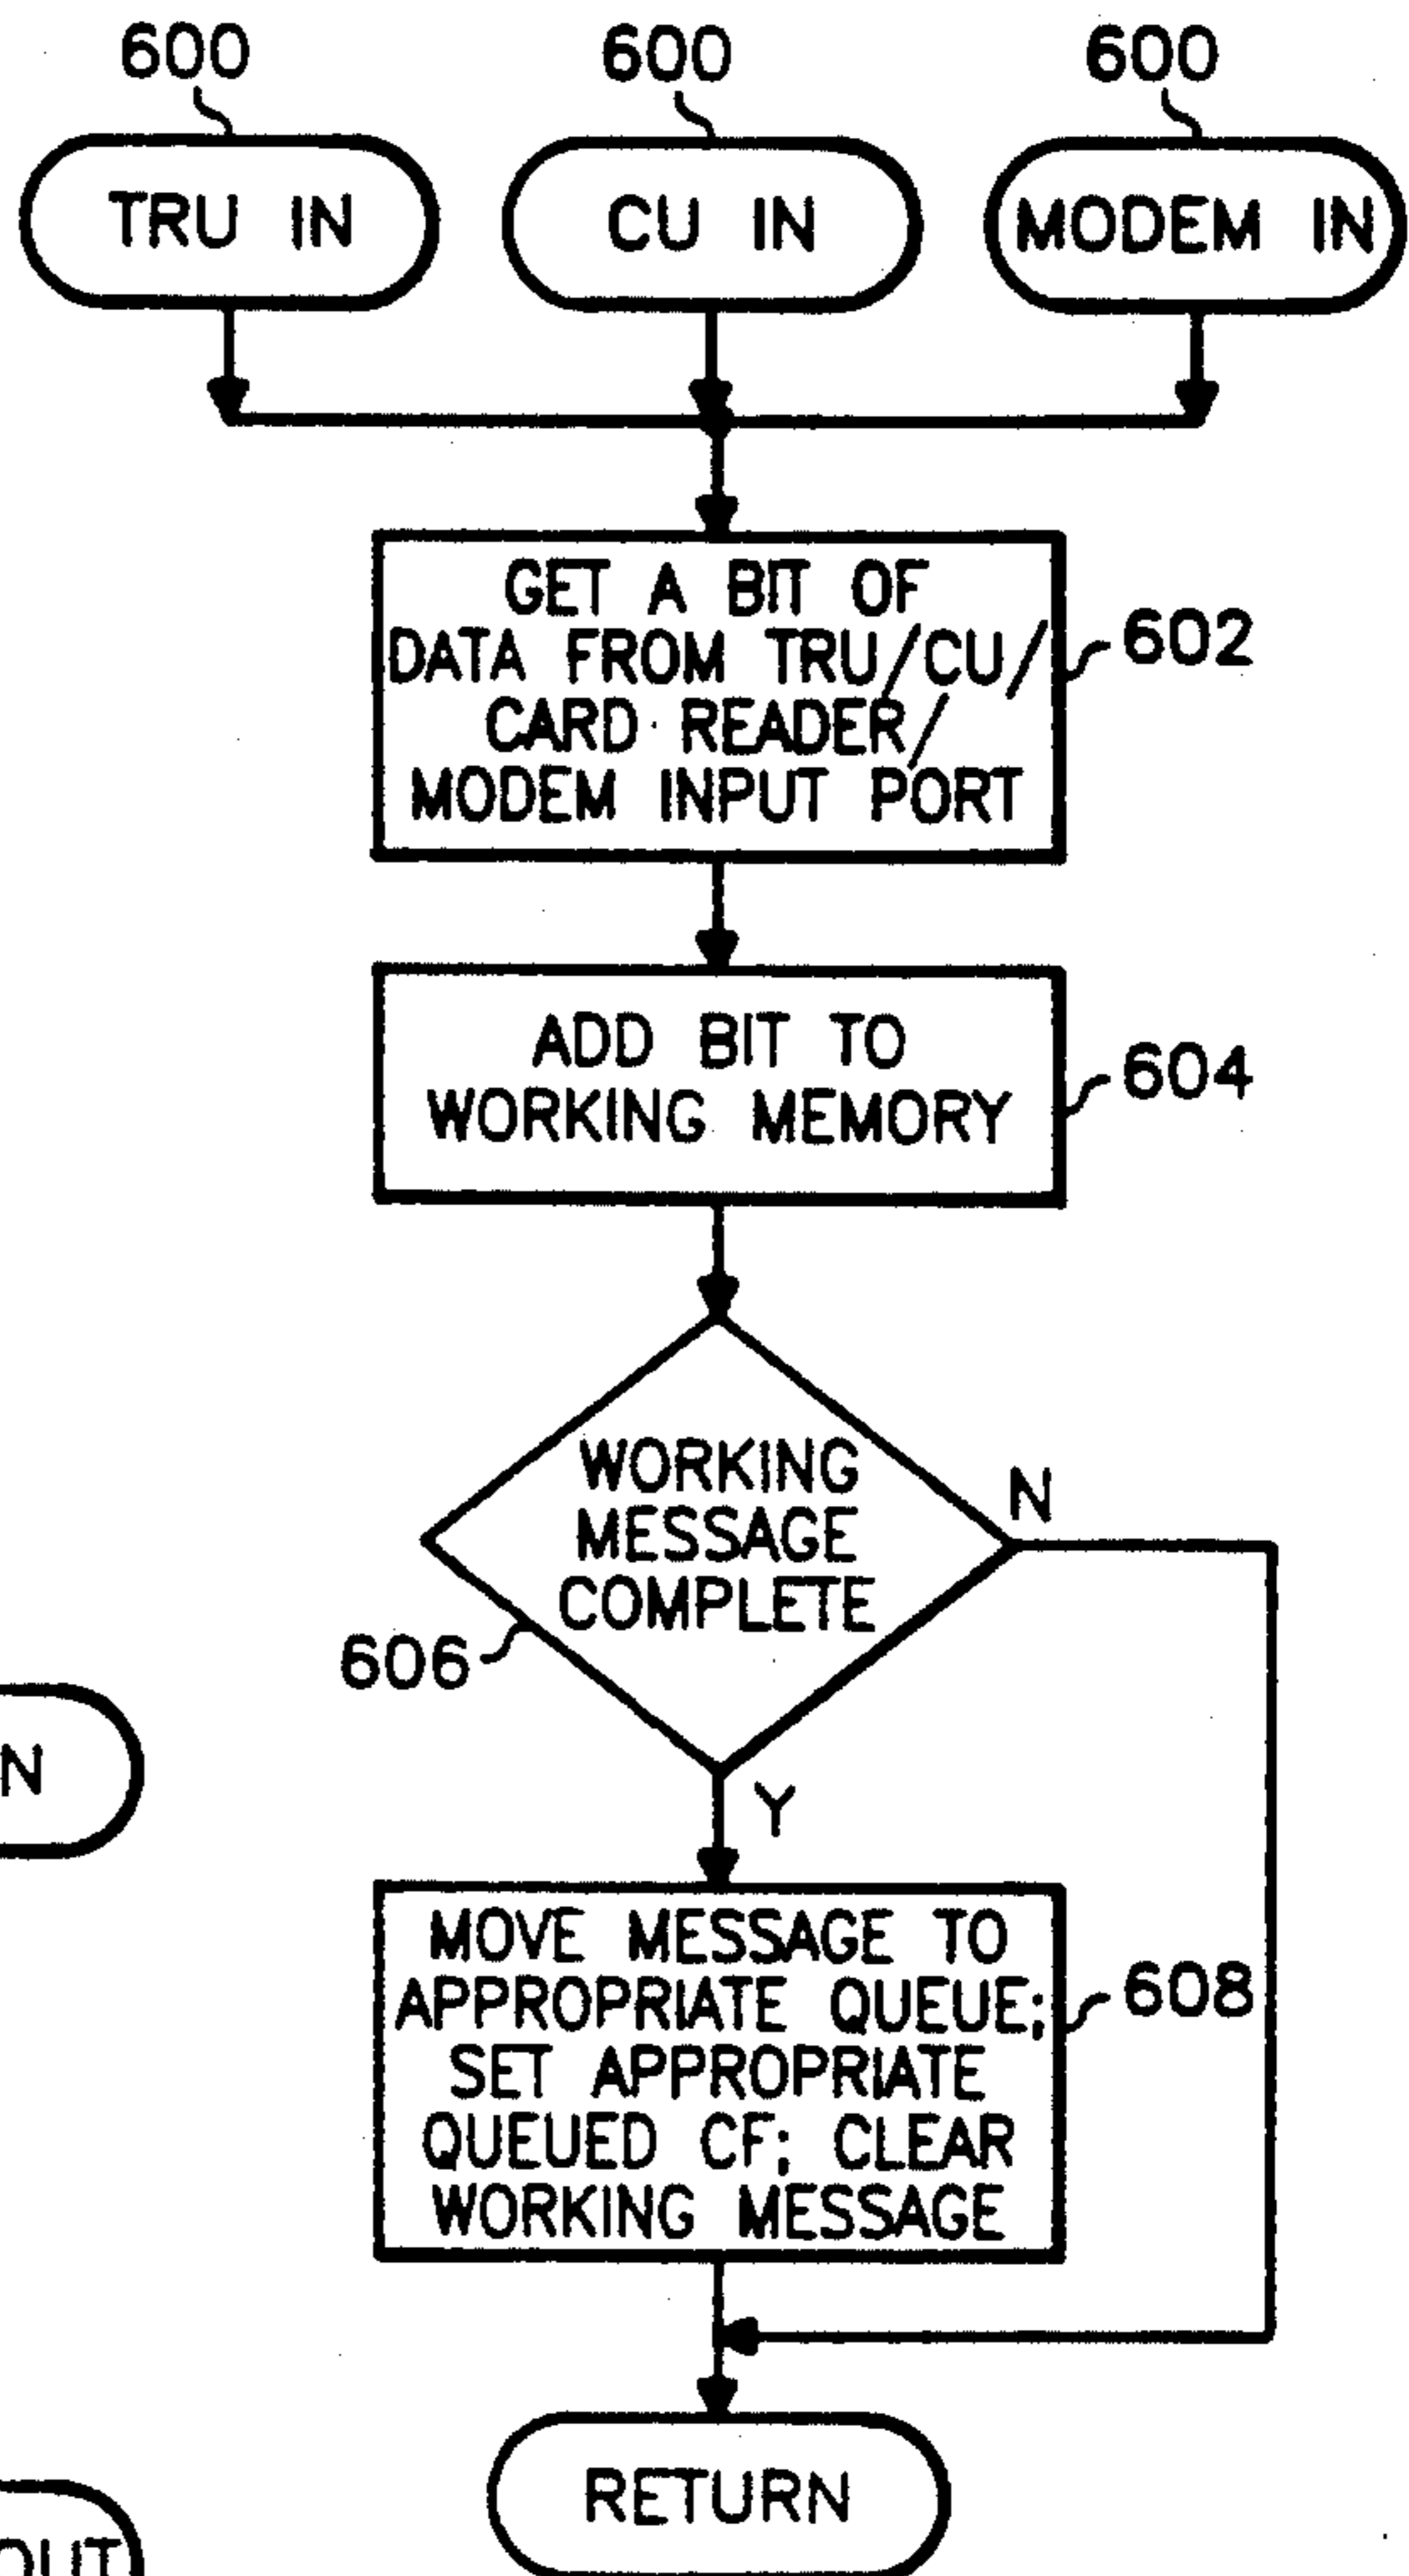 600
600
600
TRU IN
CU IN
MODEM IN
GET A BIT OF
DATA FROM TRU/CU/
CARD READER/
MODEM INPUT PORT
602
ADD BIT TO
WORKING MEMORY
604
WORKING
MESSAGE
COMPLETE
N
606
Y
N
MOVE MESSAGE TO
APPROPRIATE QUEUE;
SET APPROPRIATE
QUEUED CF; CLEAR
WORKING MESSAGE
608
RETURN
OUT